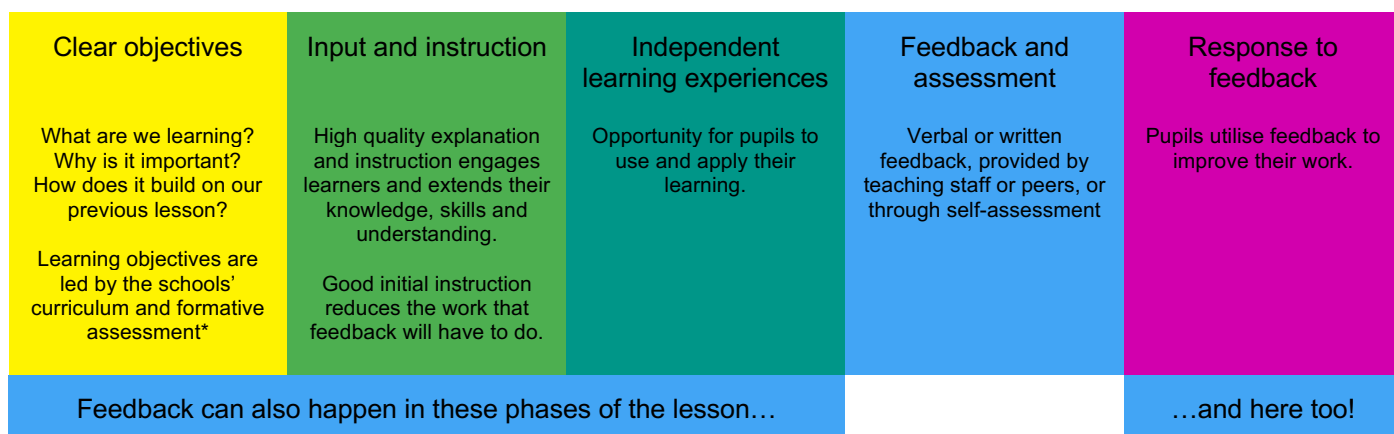 Clear objectives
What are we learning?
Why is it important?
How does it build on our
previous lesson?
Learning objectives are
led by the schools’
curriculum and formative
assessment*
Input and instruction
High quality explanation
and instruction engages
learners and extends their
knowledge, skills and
understanding.
Good initial instruction
reduces the work that
feedback will have to do.
Independent
learning experiences
Opportunity for pupils to
use and apply their
learning.
Feedback and
assessment
Verbal or written
feedback, provided by
teaching staff or peers, or
through self-assessment
Response to
feedback
Pupils utilise feedback to
improve their work.
Feedback can also happen in these phases of the lesson…
…and here too!